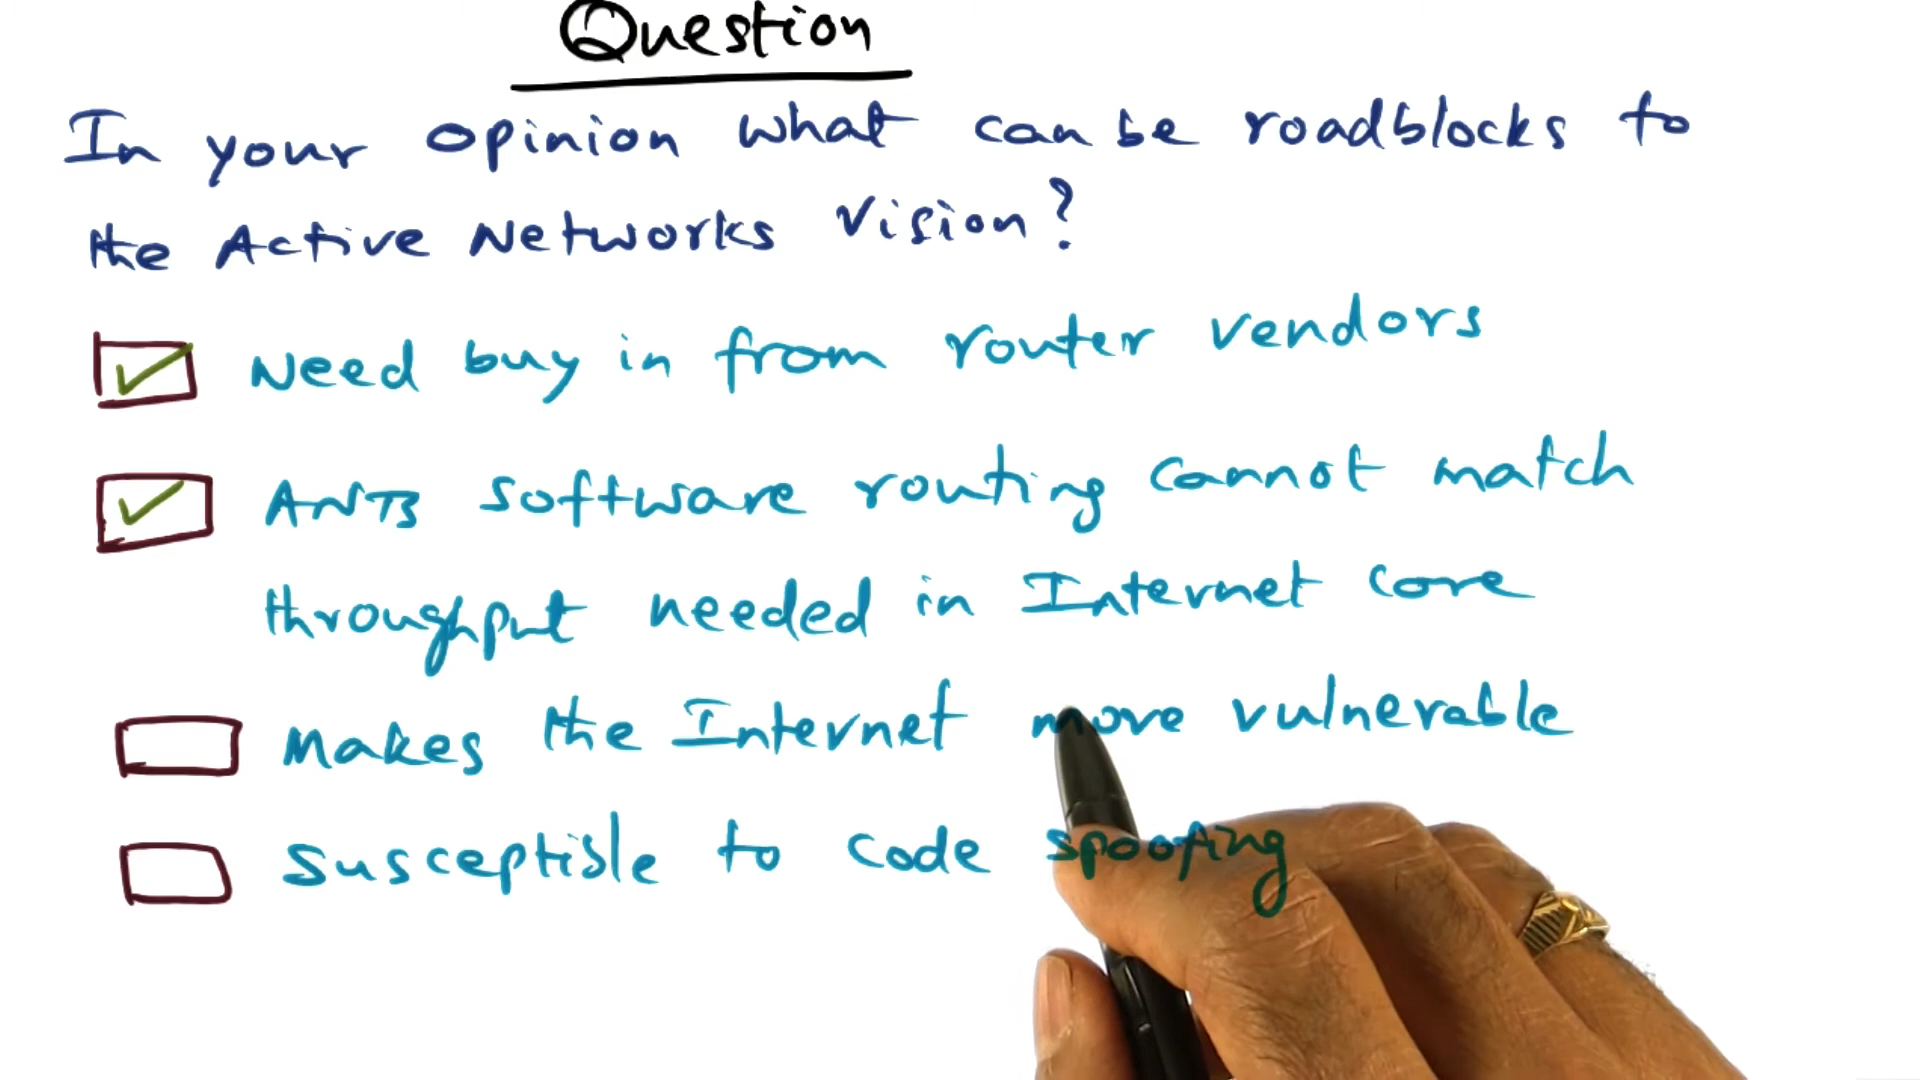 Question
In your opinion what can be roadblocks to
the Active Networks Vision?
Need buy in from router vendors
ANTS software routing cannot match
throughput needed in Internet core
Makes the Internet more vulnerable
Susceptible to code spoofing